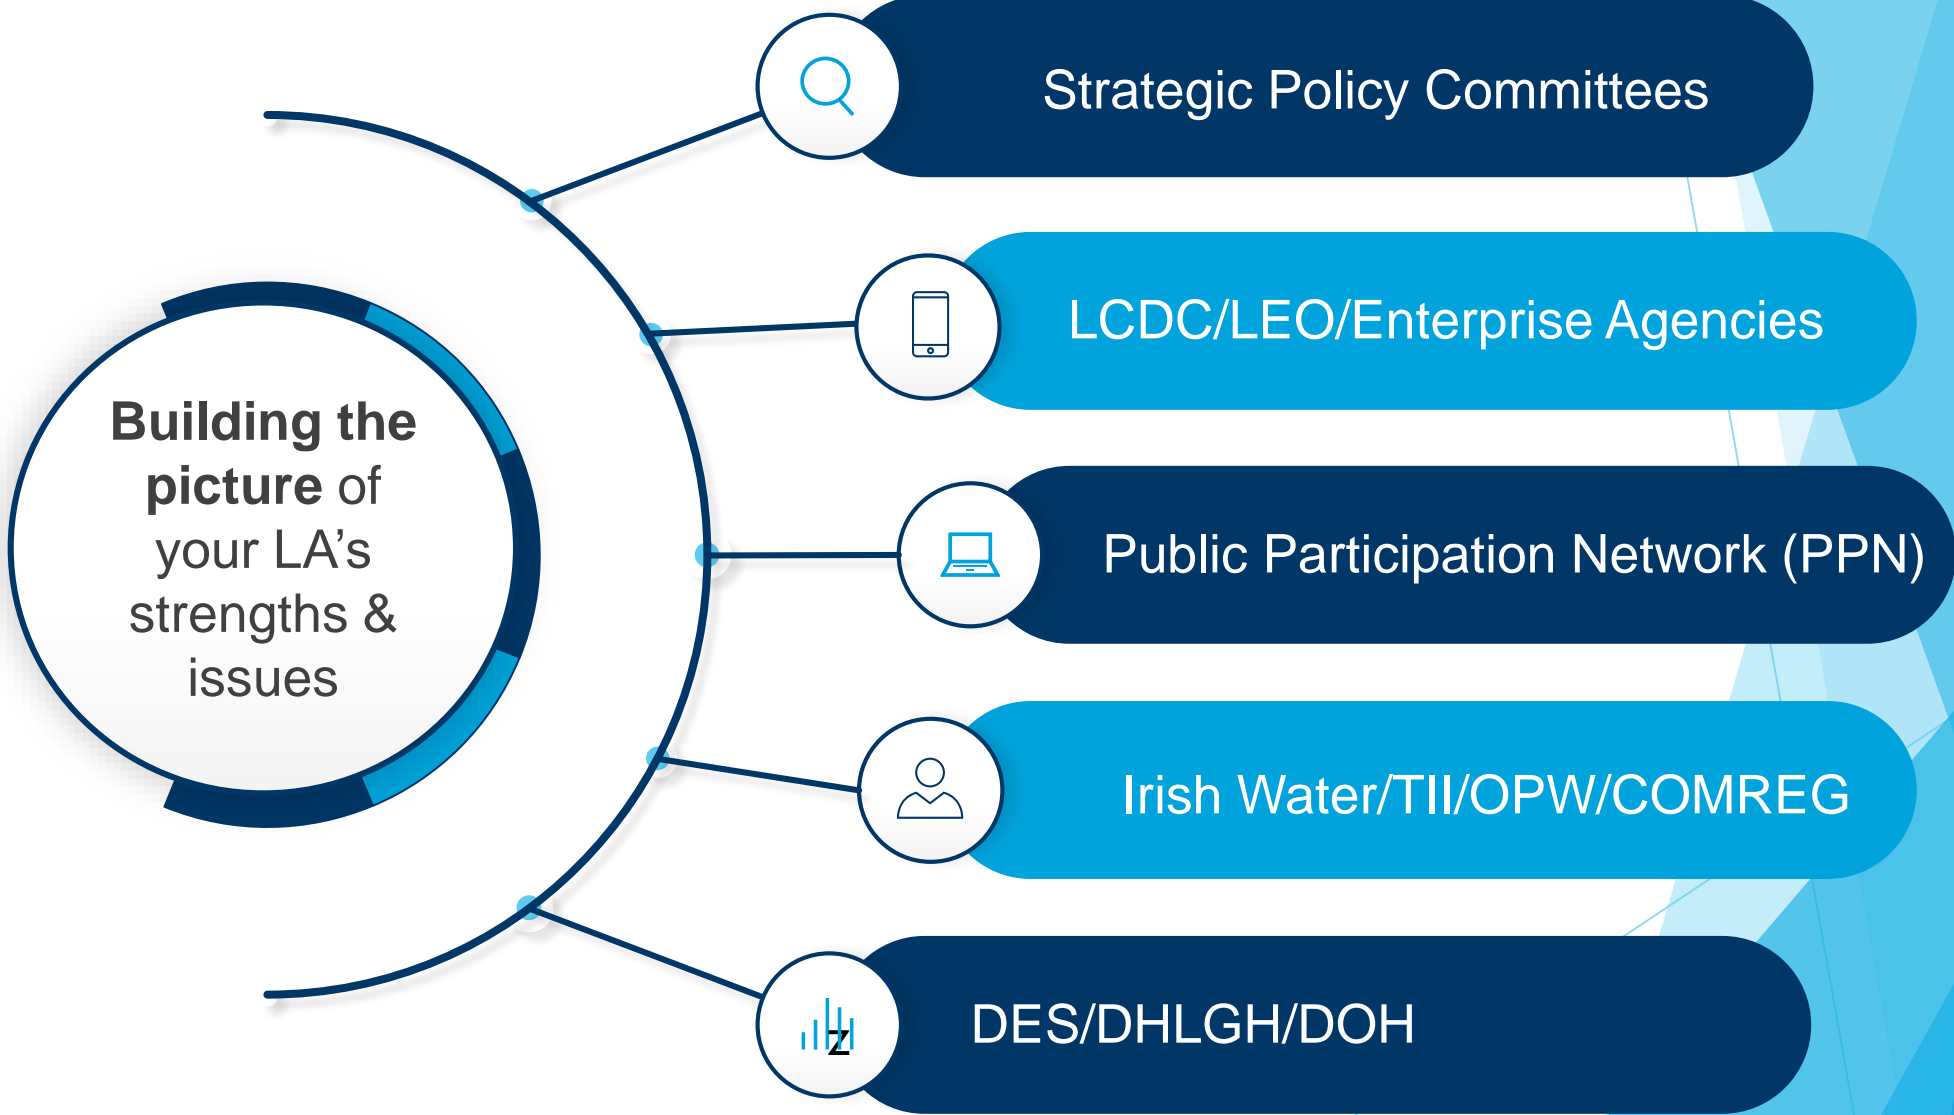 Building the
picture of
your LA’s
strengths &
issues
Strategic Policy Committees
LCDC/LEO/Enterprise Agencies
Public Participation Network (PPN)
Irish Water/TII/OPW/COMREG
z
DES/DHLGH/DOH